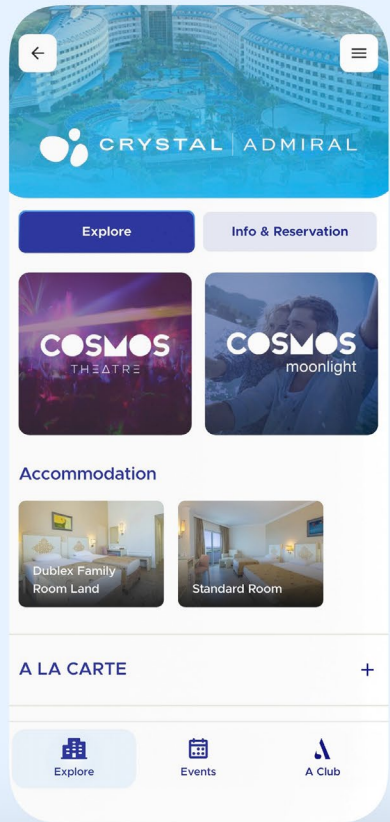 CRYSTAL | ADMIRAL
Explore
Info & Reservation
COSMOS
THEATRE
COSMOS
moonlight
Accommodation
Dublex Family
Room Land
Standard Room
A LA CARTE
Explore
Events
A Club